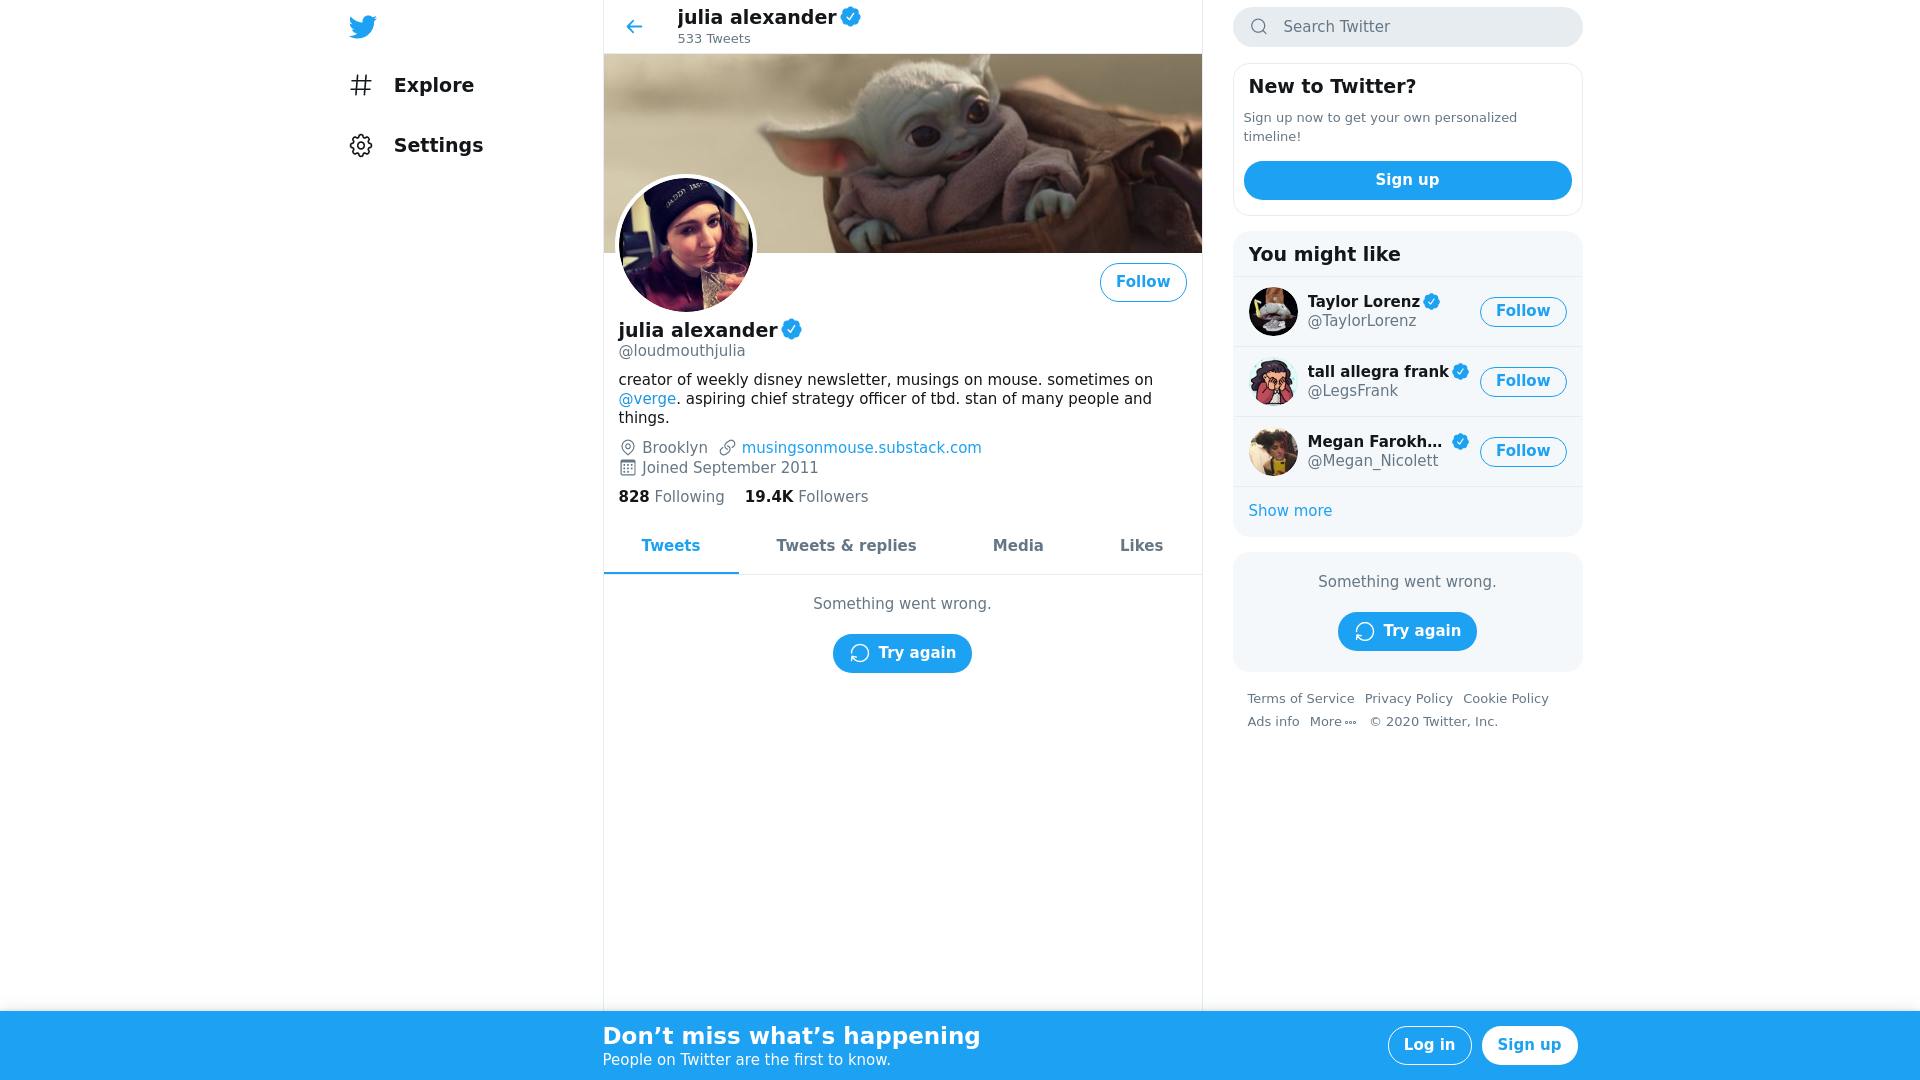 Explore
Settings
julia alexander
533 Tweets
Follow
julia alexander
@loudmouthjulia
creator of weekly disney newsletter, musings on mouse. sometimes on
@verge. aspiring chief strategy officer of tbd. stan of many people and
things.
Brooklyn musingsonmouse.substack.com
Joined September 2011
828 Following 19.4K Followers
Tweets Tweets & replies Media Likes
Something went wrong.
Try again
Search Twitter
New to Twitter?
Sign up now to get your own personalized
timeline!
Sign up
You might like
Taylor Lorenz
@TaylorLorenz
Follow
tall allegra frank
@LegsFrank
Follow
Megan Farokh...
@Megan_Nicolett
Follow
Show more
Something went wrong.
Try again
Terms of Service Privacy Policy Cookie Policy
Ads info More © 2020 Twitter, Inc.
Don’t miss what’s happening
People on Twitter are the first to know.
Log in Sign up